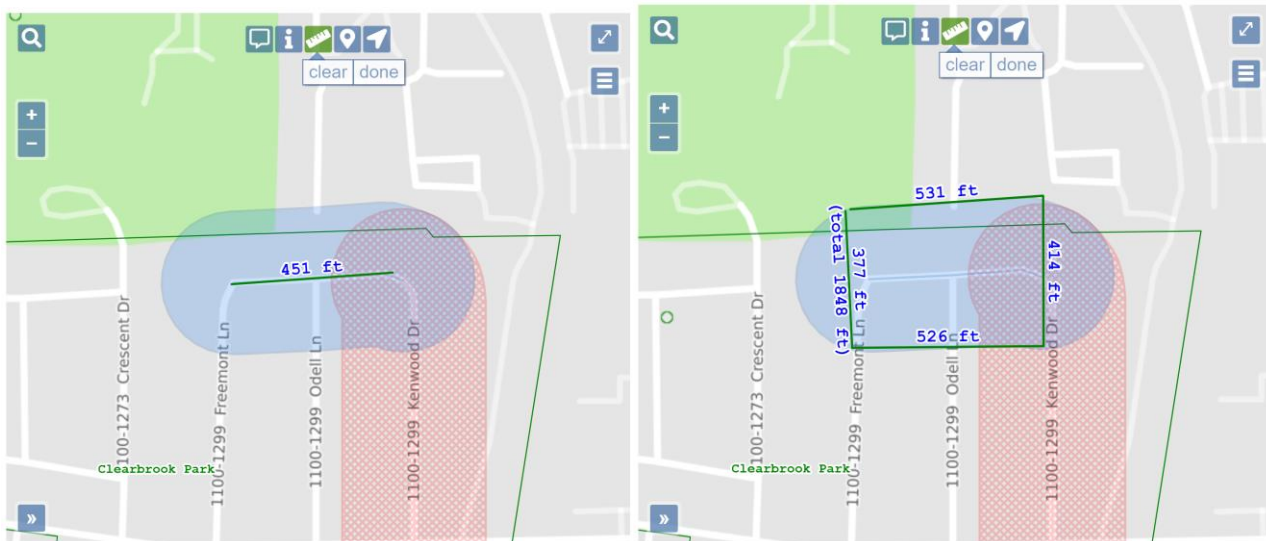 clear done
451 ft
100-1273 Crescent Dr
1100-1299 Freemont Ln
1100-1299 Odell Ln
1100-1299 Kenwood Dr
Clearbrook Park
clear done
531 ft
(total 1848 ft)
377 ft
414 ft
526 ft
100-1273 Crescent Dr
1100-1299 Freemont Ln
1100-1299 Odell Ln
1100-1299 Kenwood Dr
Clearbrook Park